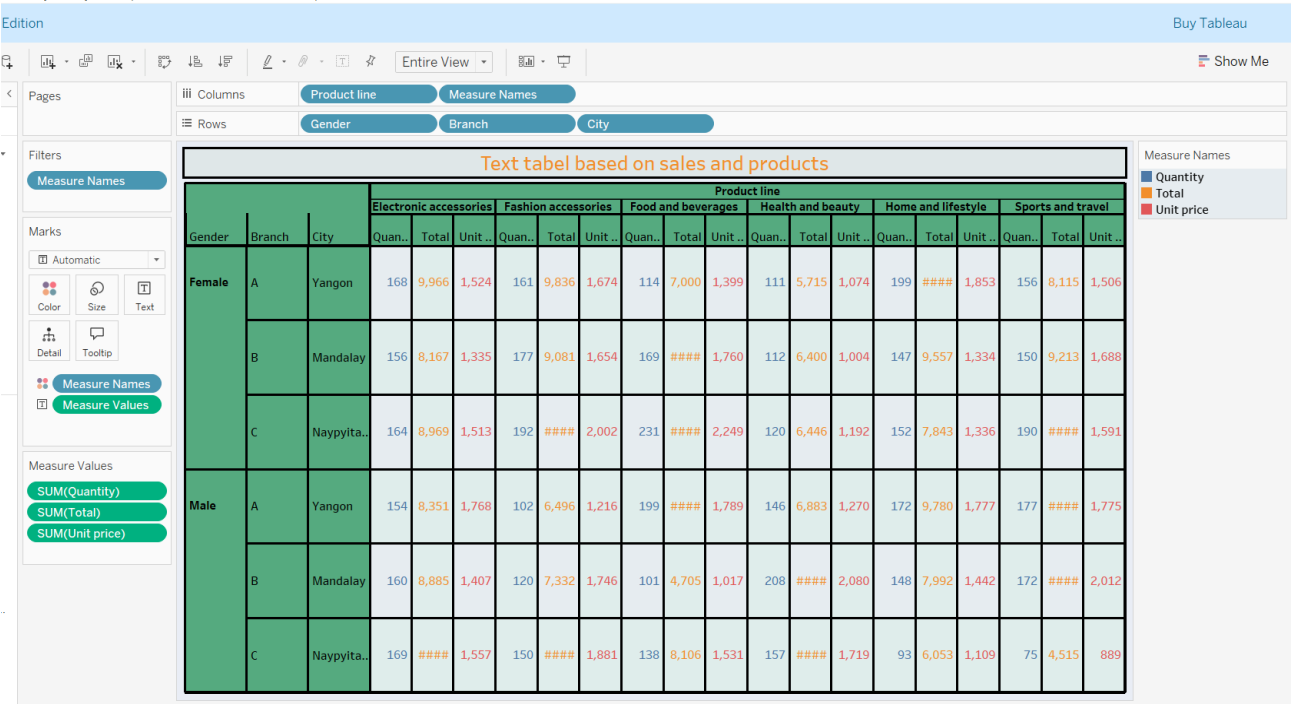 Edition Buy Tableau
Entire View Show Me
Pages iii Columns Product line Measure Names
Rows Gender Branch City
Filters
Measure Names
Marks
Automatic
Color Size Text
Detail Tooltip
Measure Names
Measure Values
Measure Values
SUM(Quantity)
SUM(Total)
SUM(Unit price)
Text tabel based on sales and products
Product line
Electronic accessories Fashion accessories Food and beverages Health and beauty Home and lifestyle Sports and travel
Gender Branch City Quan.. Total Unit .. Quan.. Total Unit .. Quan.. Total Unit .. Quan.. Total Unit .. Quan.. Total Unit .. Quan.. Total Unit ..
Female A Yangon 168 9,966 1,524 161 9,836 1,674 114 7,000 1,399 111 5,715 1,074 199 #### 1,853 156 8,115 1,506
B Mandalay 156 8,167 1,335 177 9,081 1,654 169 #### 1,760 112 6,400 1,004 147 9,557 1,334 150 9,213 1,688
C Naypyita.. 164 8,969 1,513 192 #### 2,002 231 #### 2,249 120 6,446 1,192 152 7,843 1,336 190 #### 1,591
Male A Yangon 154 8,351 1,768 102 6,496 1,216 199 #### 1,789 146 6,883 1,270 172 9,780 1,777 177 #### 1,775
B Mandalay 160 8,885 1,407 120 7,332 1,746 101 4,705 1,017 208 #### 2,080 148 7,992 1,442 172 #### 2,012
C Naypyita.. 169 #### 1,557 150 #### 1,881 138 8,106 1,531 157 #### 1,719 93 6,053 1,109 75 4,515 889
Measure Names
Quantity
Total
Unit price